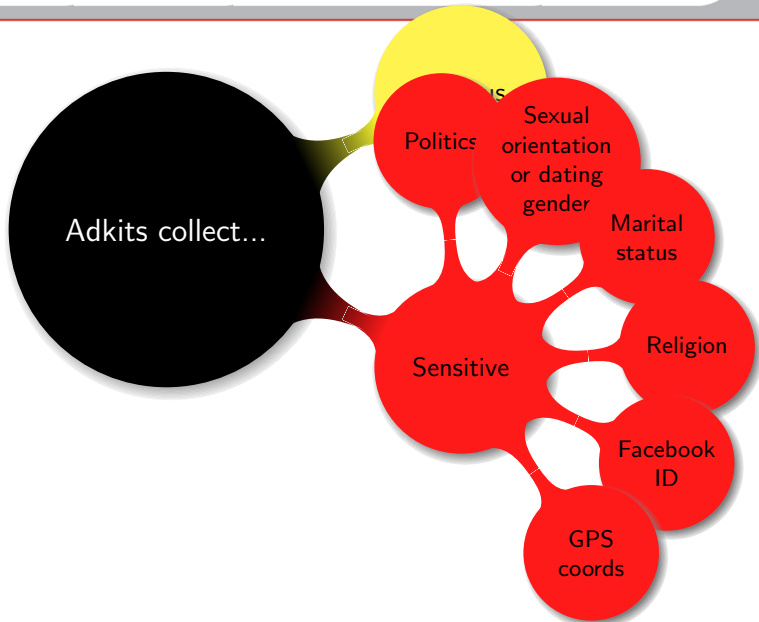 Adkits collect...
Politics
Sexual
orientation
or dating
gender
Marital
status
Sensitive
Religion
Facebook
ID
GPS
coords